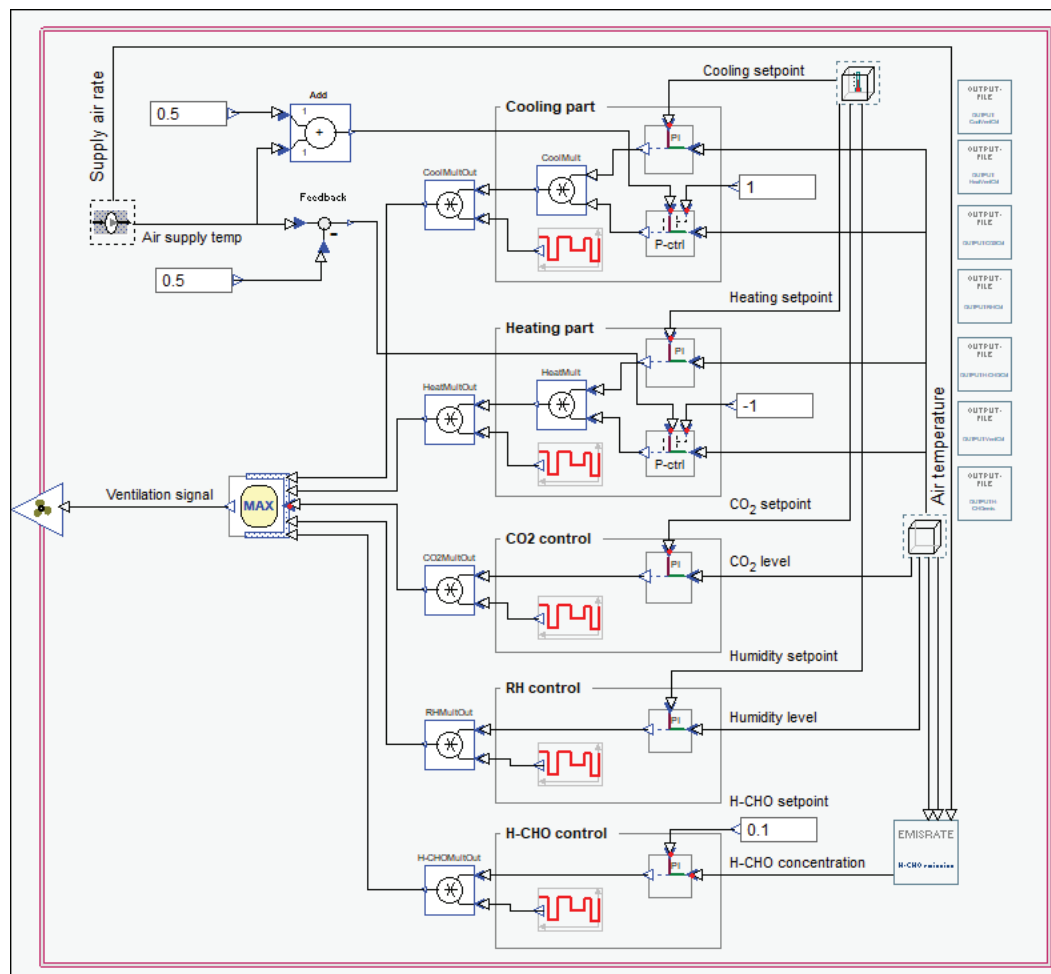 Supply air rate
0.5
Add
1
1
+
Air supply temp
Feedback
-
0.5
Cooling setpoint
Cooling part
PI
CoolMult
CoolMultOut
1
P-ctrl
Heating setpoint
Heating part
PI
HeatMult
HeatMultOut
-1
P-ctrl
Air temperature
Ventilation signal
MAX
CO2 setpoint
CO2 control
CO2MultOut
PI
CO2 level
Humidity setpoint
RH control
RHMultOut
PI
Humidity level
H-CHO setpoint
0.1
H-CHO control
H-CHOMultOut
PI
H-CHO concentration
EMISRATE
H-CHO emission
OUTPUT-
FILE
OUTPUT-
FILE
OUTPUT-
FILE
OUTPUT-
FILE
OUTPUT-
FILE
OUTPUT-
FILE
OUTPUT-
FILE